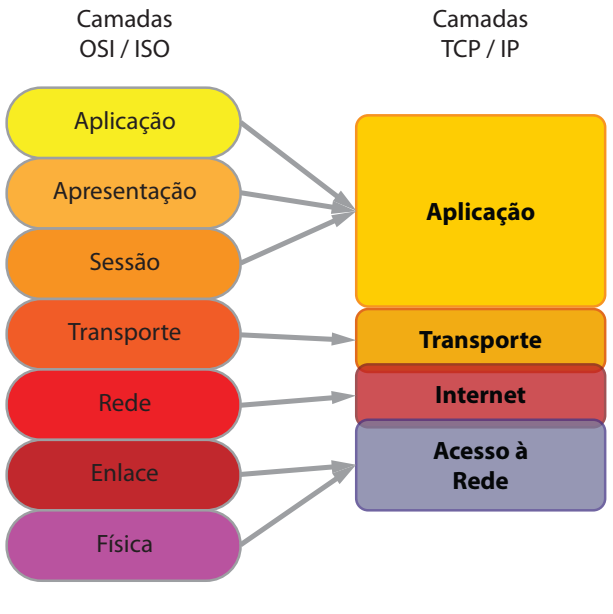 Camadas
OSI / ISO
Camadas
TCP / IP
Aplicação
Apresentação
Sessão
Transporte
Rede
Enlace
Física
Aplicação
Transporte
Internet
Acesso à
Rede